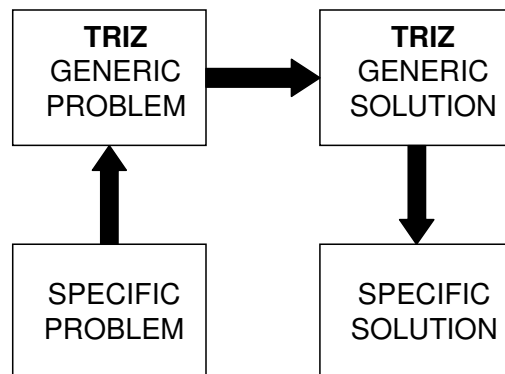 TRIZ
GENERIC
PROBLEM
TRIZ
GENERIC
SOLUTION
SPECIFIC
PROBLEM
SPECIFIC
SOLUTION